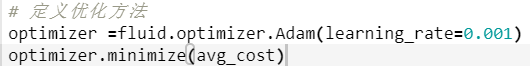 # 定义优化方法
optimizer =fluid.optimizer.Adam(learning_rate=0.001)
optimizer.minimize(avg_cost)